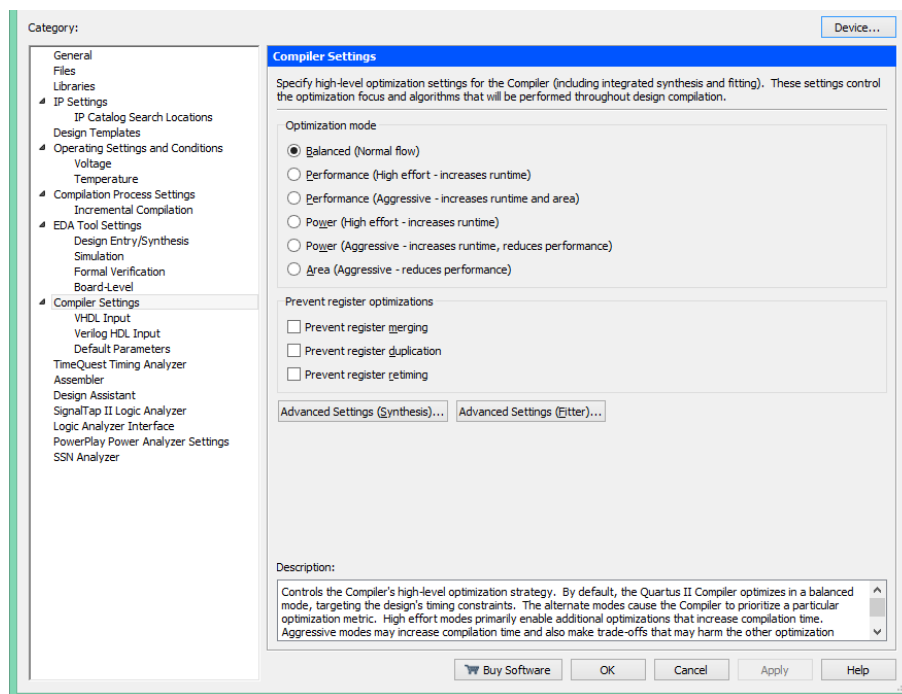 Category:
Device...
General
Files
Libraries
IP Settings
IP Catalog Search Locations
Design Templates
Operating Settings and Conditions
Voltage
Temperature
Compilation Process Settings
Incremental Compilation
EDA Tool Settings
Design Entry/Synthesis
Simulation
Formal Verification
Board-Level
Compiler Settings
VHDL Input
Verilog HDL Input
Default Parameters
TimeQuest Timing Analyzer
Assembler
Design Assistant
SignalTap II Logic Analyzer
Logic Analyzer Interface
PowerPlay Power Analyzer Settings
SSN Analyzer
Compiler Settings
Specify high-level optimization settings for the Compiler (including integrated synthesis and fitting). These settings control
the optimization focus and algorithms that will be performed throughout design compilation.
Optimization mode
Balanced (Normal flow)
Performance (High effort - increases runtime)
Performance (Aggressive - increases runtime and area)
Power (High effort - increases runtime)
Power (Aggressive - increases runtime, reduces performance)
Area (Aggressive - reduces performance)
Prevent register optimizations
Prevent register merging
Prevent register duplication
Prevent register retiming
Advanced Settings (Synthesis)... Advanced Settings (Fitter)...
Description:
Controls the Compiler's high-level optimization strategy. By default, the Quartus II Compiler optimizes in a balanced
mode, targeting the design's timing constraints. The alternate modes cause the Compiler to prioritize a particular
optimization metric. High effort modes primarily enable additional optimizations that increase compilation time.
Aggressive modes may increase compilation time and also make trade-offs that may harm the other optimization
Buy Software OK Cancel Apply Help